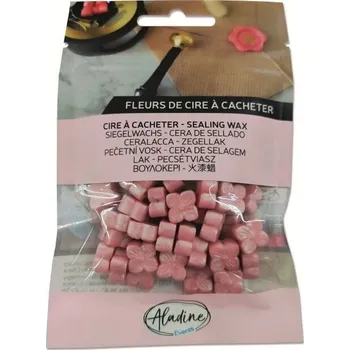 FLEURS DE CIRE À CACHETER
CIRE À CACHETER - SEALING WAX
SIEGELWACHS - CERA DE SELLADO
CERALACCA - ZEGELLAK
PEČETNÍ VOSK - CERA DE SELAGEM
LAK - PECSÉTVIASZ
ΒΟΥΛΟΚΕΡΙ - 火漆蜡
Aladine